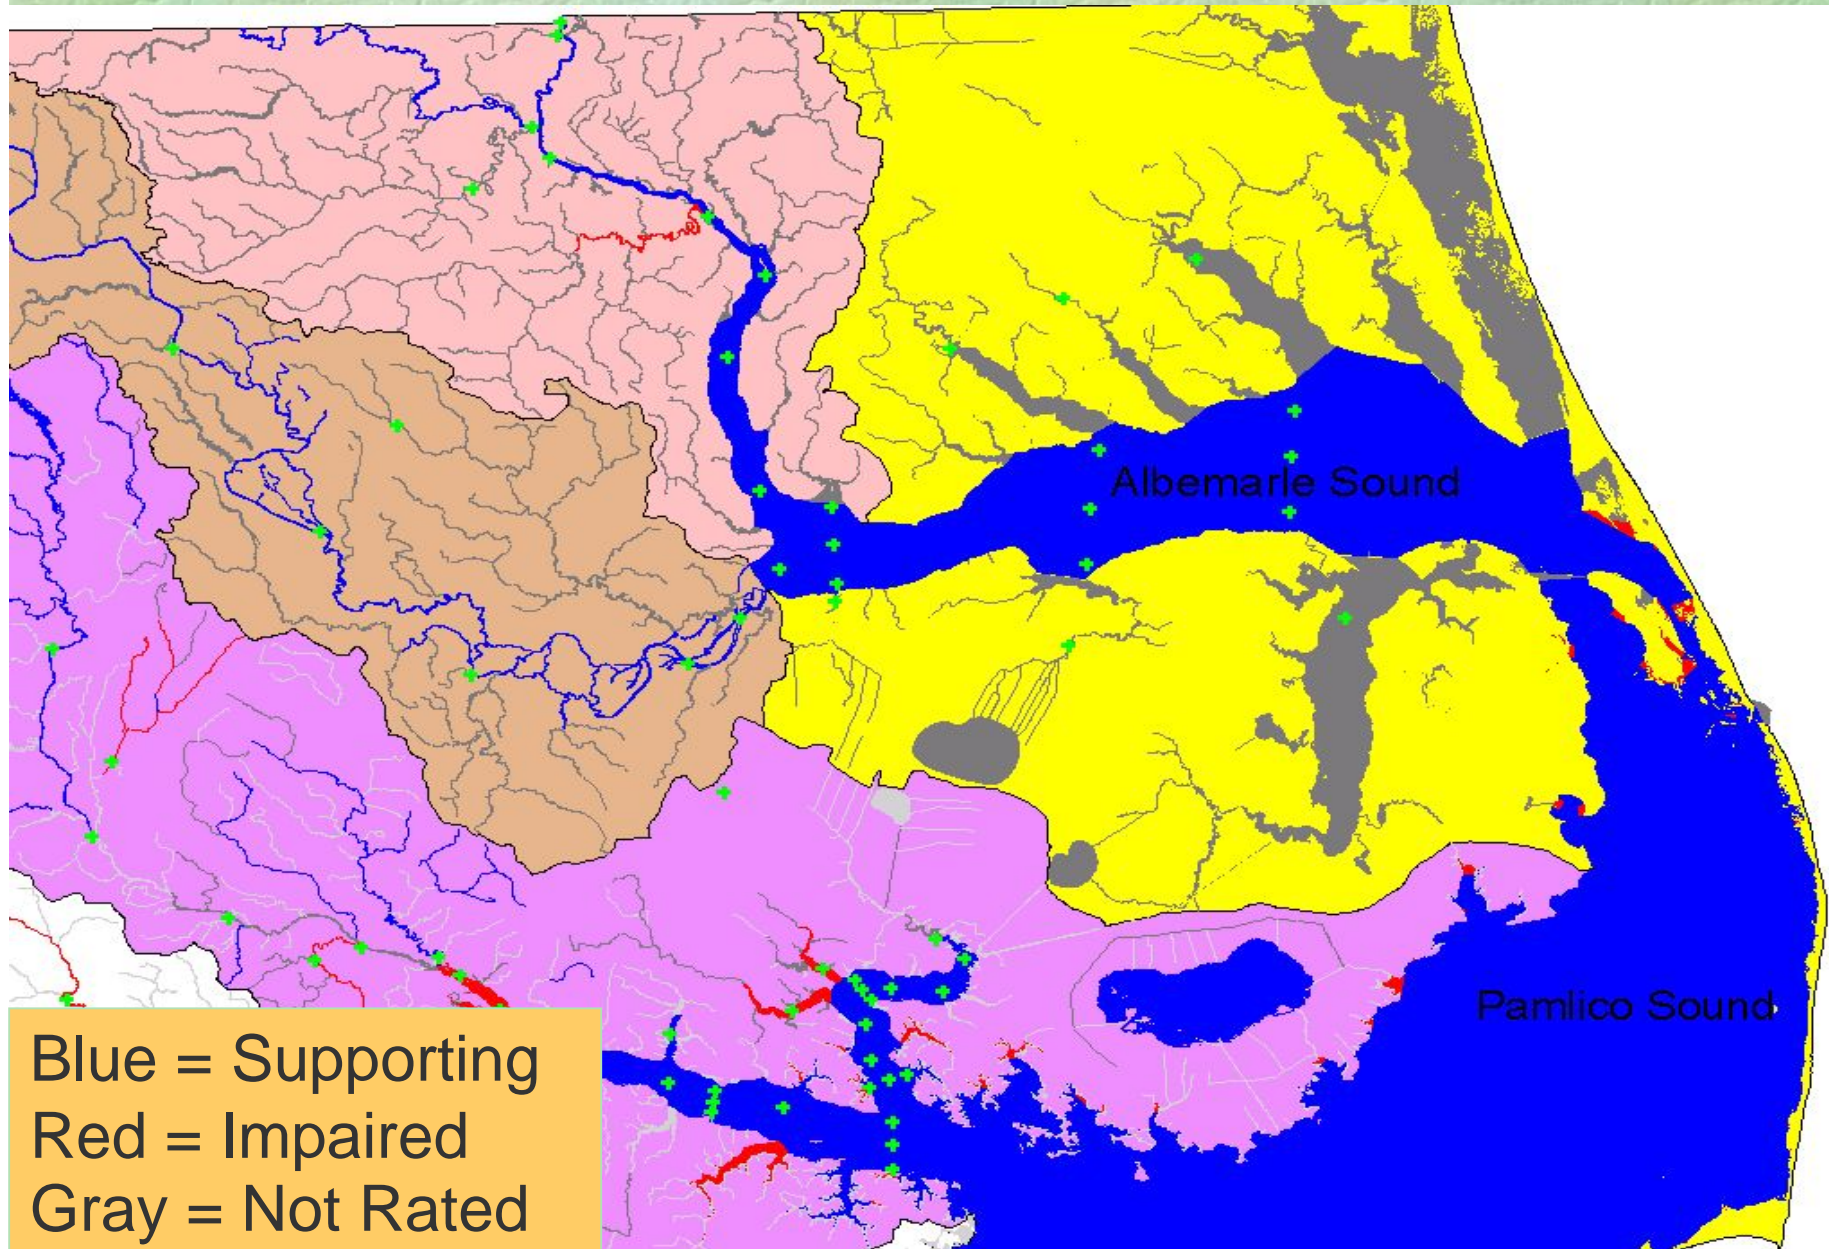 Albemarle Sound
Pamlico Sound
Blue = Supporting
Red = Impaired
Gray = Not Rated